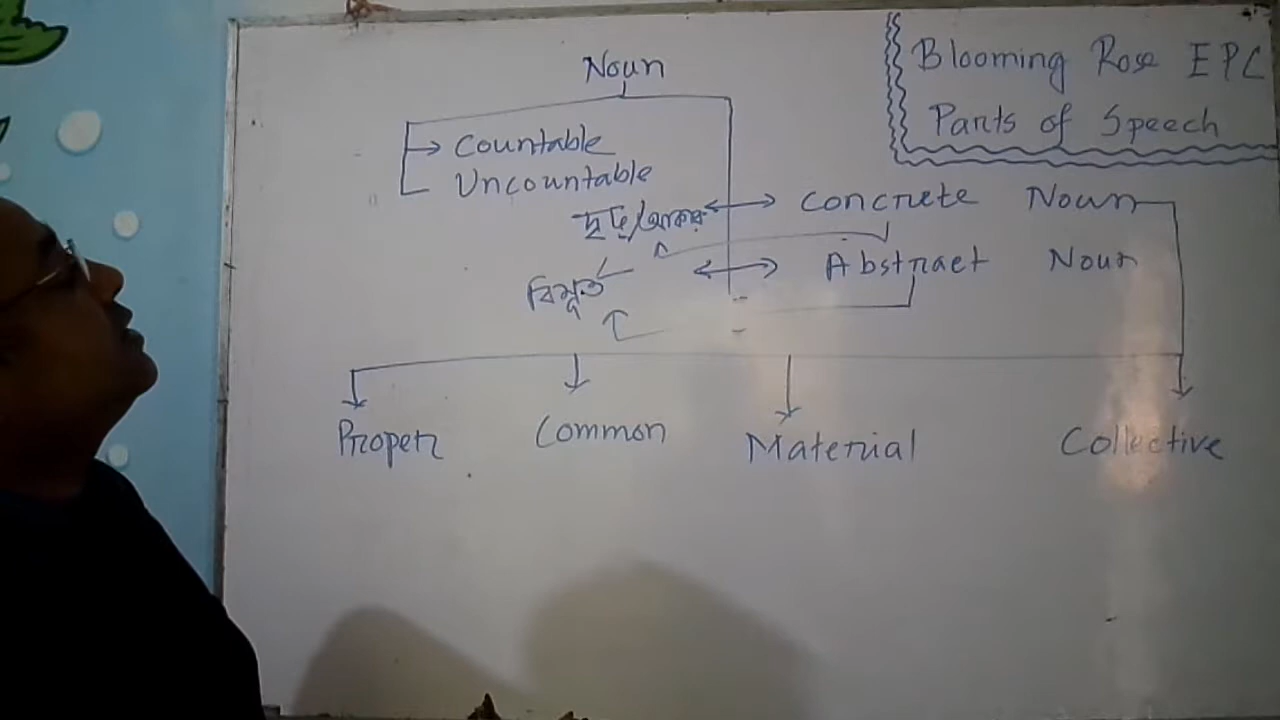 Noun
Blooming Rose EPC
Parts of Speech
Countable
Uncountable
Concrete Noun
Abstract Noun
বিমূর্ত
Proper
Common
Material
Collective